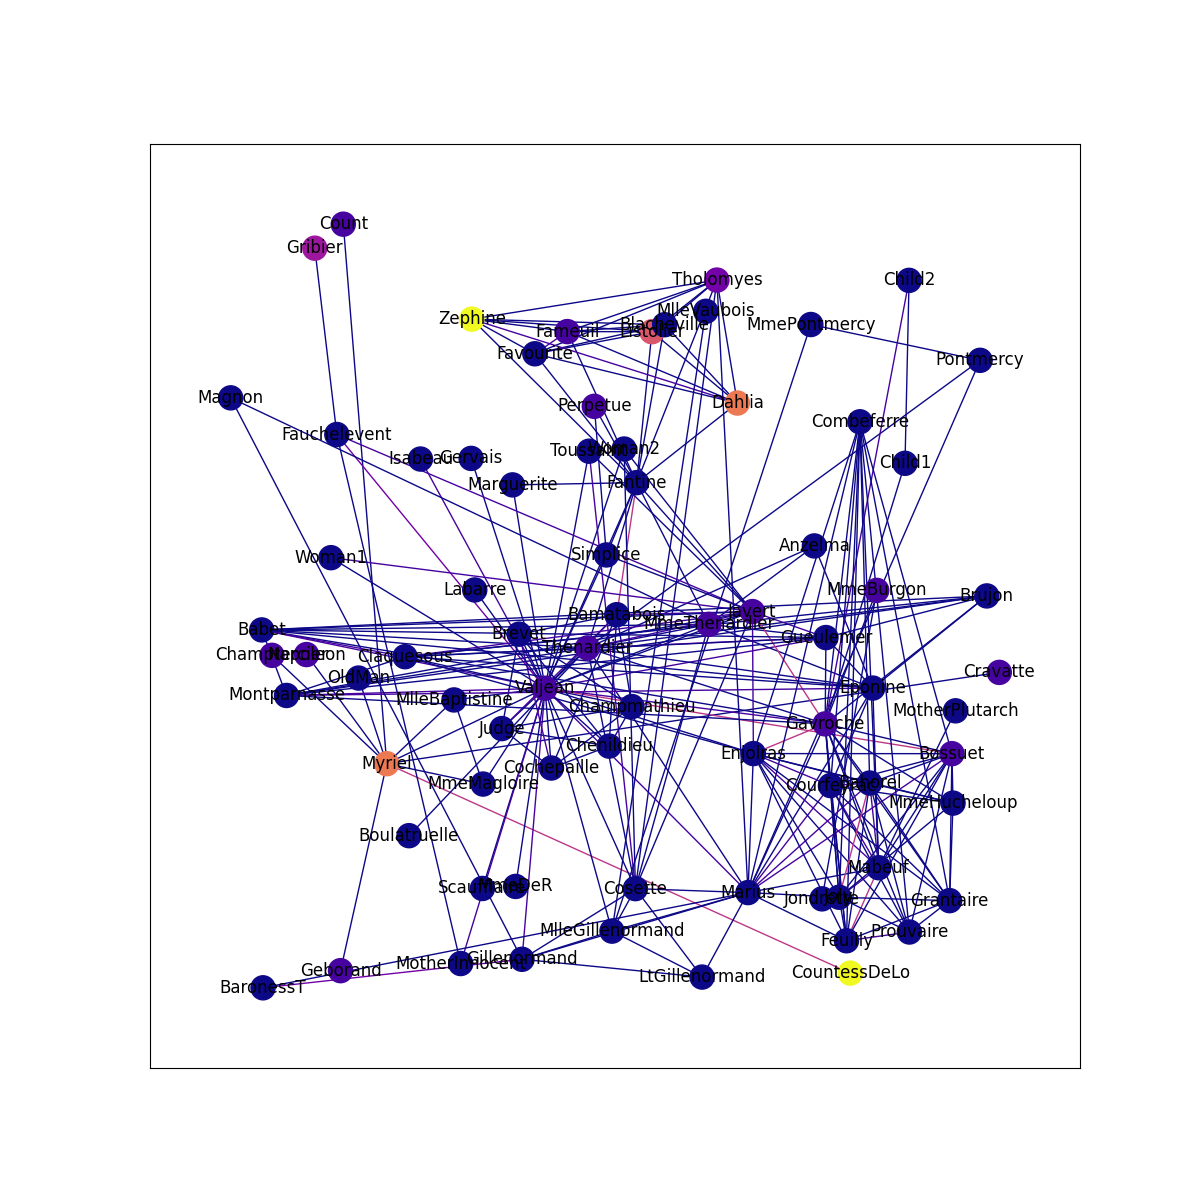 Count
Gribier
Tholomyes
Child2
MlleVaubois
Zephine
Blacheville
MmePontmercy
Fameuil
Listolier
Favourite
Pontmercy
Magnon
Dahlia
Perpetue
Combeferre
Fauchelevent
Toussaint
Woman2
Isabeau
Gervais
Child1
Marguerite
Fantine
Anzelma
Simplice
Woman1
Labarre
MmeBurgon
Brujon
Javert
Bamatabois
MmeThenardier
Babet
Brevet
Gueulemer
Thenardier
Champtercier
Napoleon
Claquesous
Cravatte
OldMan
Valjean
Eponine
Montparnasse
MlleBaptistine
Champmathieu
MotherPlutarch
Judge
Gavroche
Chenildieu
Enjolras
Bossuet
Myriel
Cochepaille
MmeMagloire
Courfeyrac
Bahorel
MmeHucheloup
Boulatruelle
Mabeuf
Scaufflaire
MmeDeR
Cosette
Marius
Jondrette
Joly
Grantaire
MlleGillenormand
Prouvaire
Feuilly
Gillenormand
MotherInnocent
Geborand
LtGillenormand
CountessDeLo
BaronessT